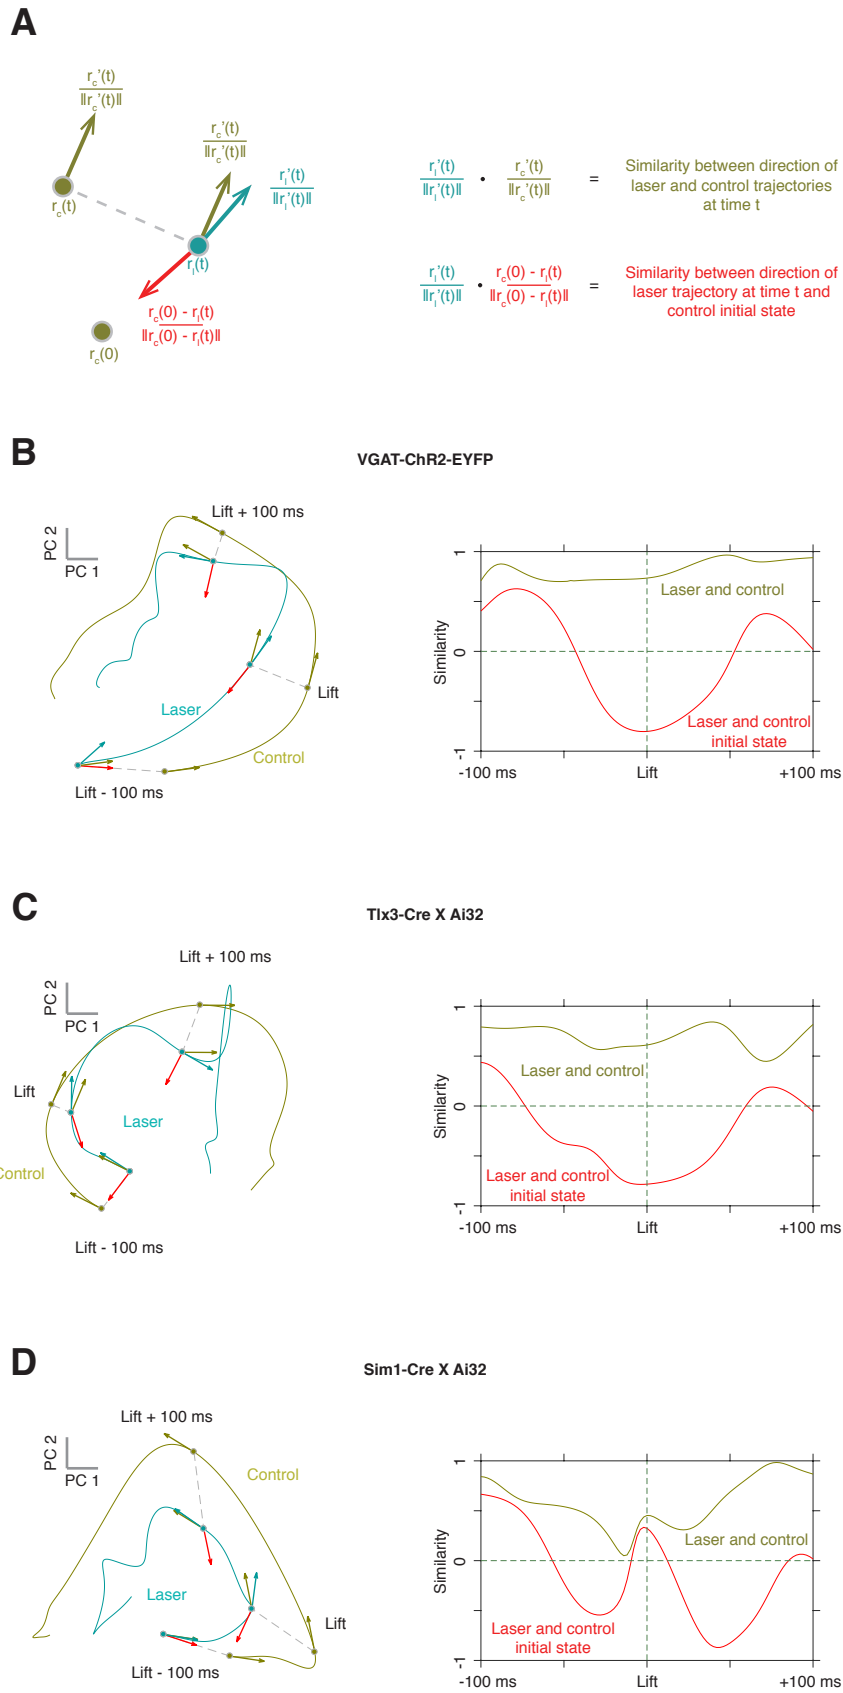 A
r_c'(t)
||r_c'(t)||
r_c'(t)
||r_c'(t)||
r_l'(t)
||r_l'(t)||
r_c(t)
r_l(t)
r_c(0) - r_l(t)
||r_c(0) - r_l(t)||
r_c(0)
r_l'(t)
||r_l'(t)||
•
r_c'(t)
||r_c'(t)||
=
Similarity between direction of
laser and control trajectories
at time t
r_l'(t)
||r_l'(t)||
•
r_c(0) - r_l(t)
||r_c(0) - r_l(t)||
=
Similarity between direction of
laser trajectory at time t and
control initial state
B
VGAT-ChR2-EYFP
PC 2
PC 1
Lift + 100 ms
Lift
Laser
Control
Lift - 100 ms
Similarity
1
0
-1
Laser and control
Laser and control
initial state
-100 ms
Lift
+100 ms
C
Tlx3-Cre X Ai32
Lift + 100 ms
PC 2
PC 1
Lift
Laser
Control
Lift - 100 ms
Similarity
1
0
-1
Laser and control
Laser and control
initial state
-100 ms
Lift
+100 ms
D
Sim1-Cre X Ai32
Lift + 100 ms
PC 2
PC 1
Control
Laser
Lift
Lift - 100 ms
Similarity
1
0
-1
Laser and control
Laser and control
initial state
-100 ms
Lift
+100 ms